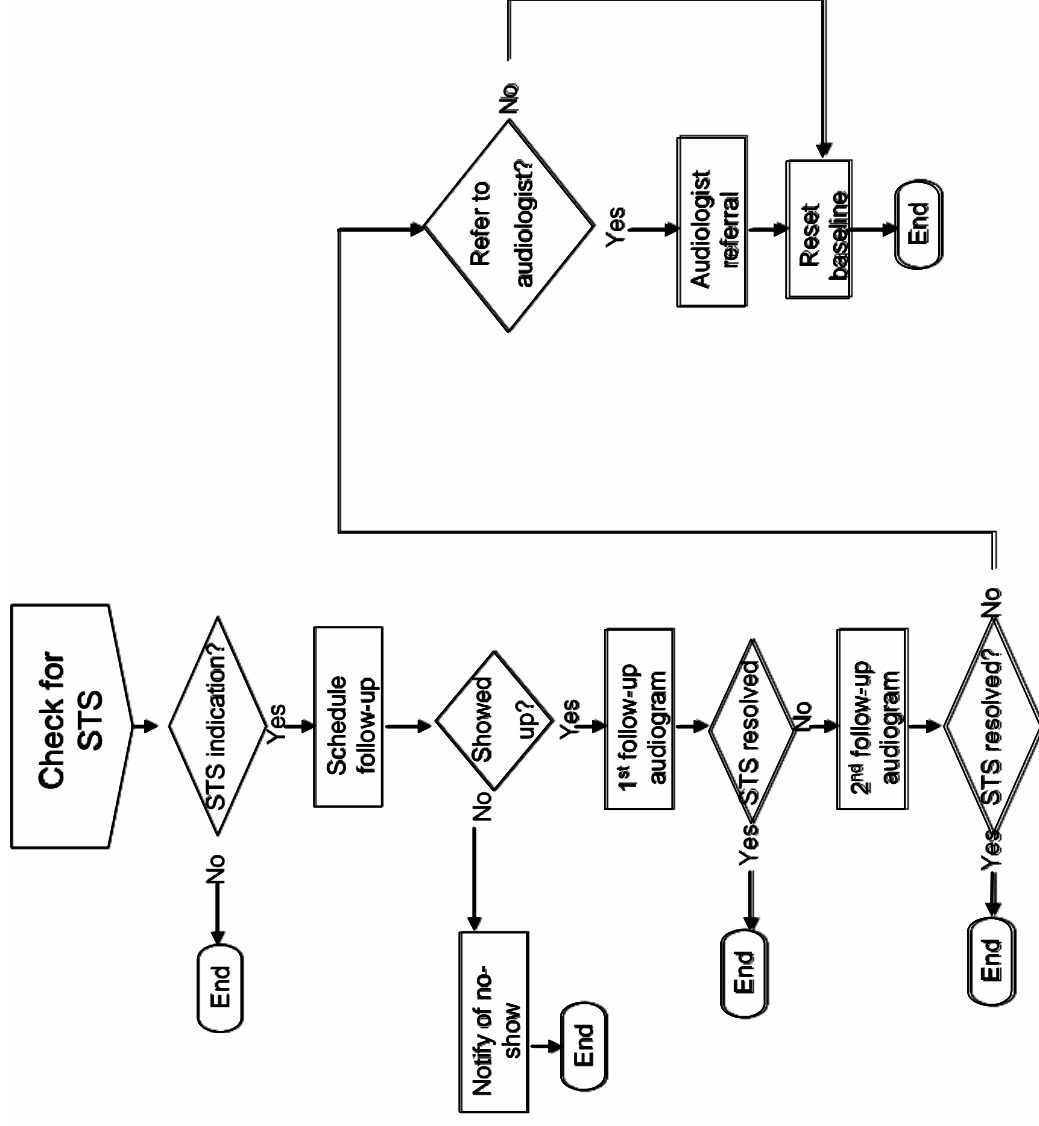 Check for
STS
STS indication?
No
End
Yes
Schedule
follow-up
Showed
up?
No
Notify of no-
show
End
Yes
1st follow-up
audiogram
STS resolved
Yes
End
No
2nd follow-up
audiogram
STS resolved?
Yes
End
No
Refer to
audiologist?
No
Yes
Audiologist
referral
Reset
baseline
End